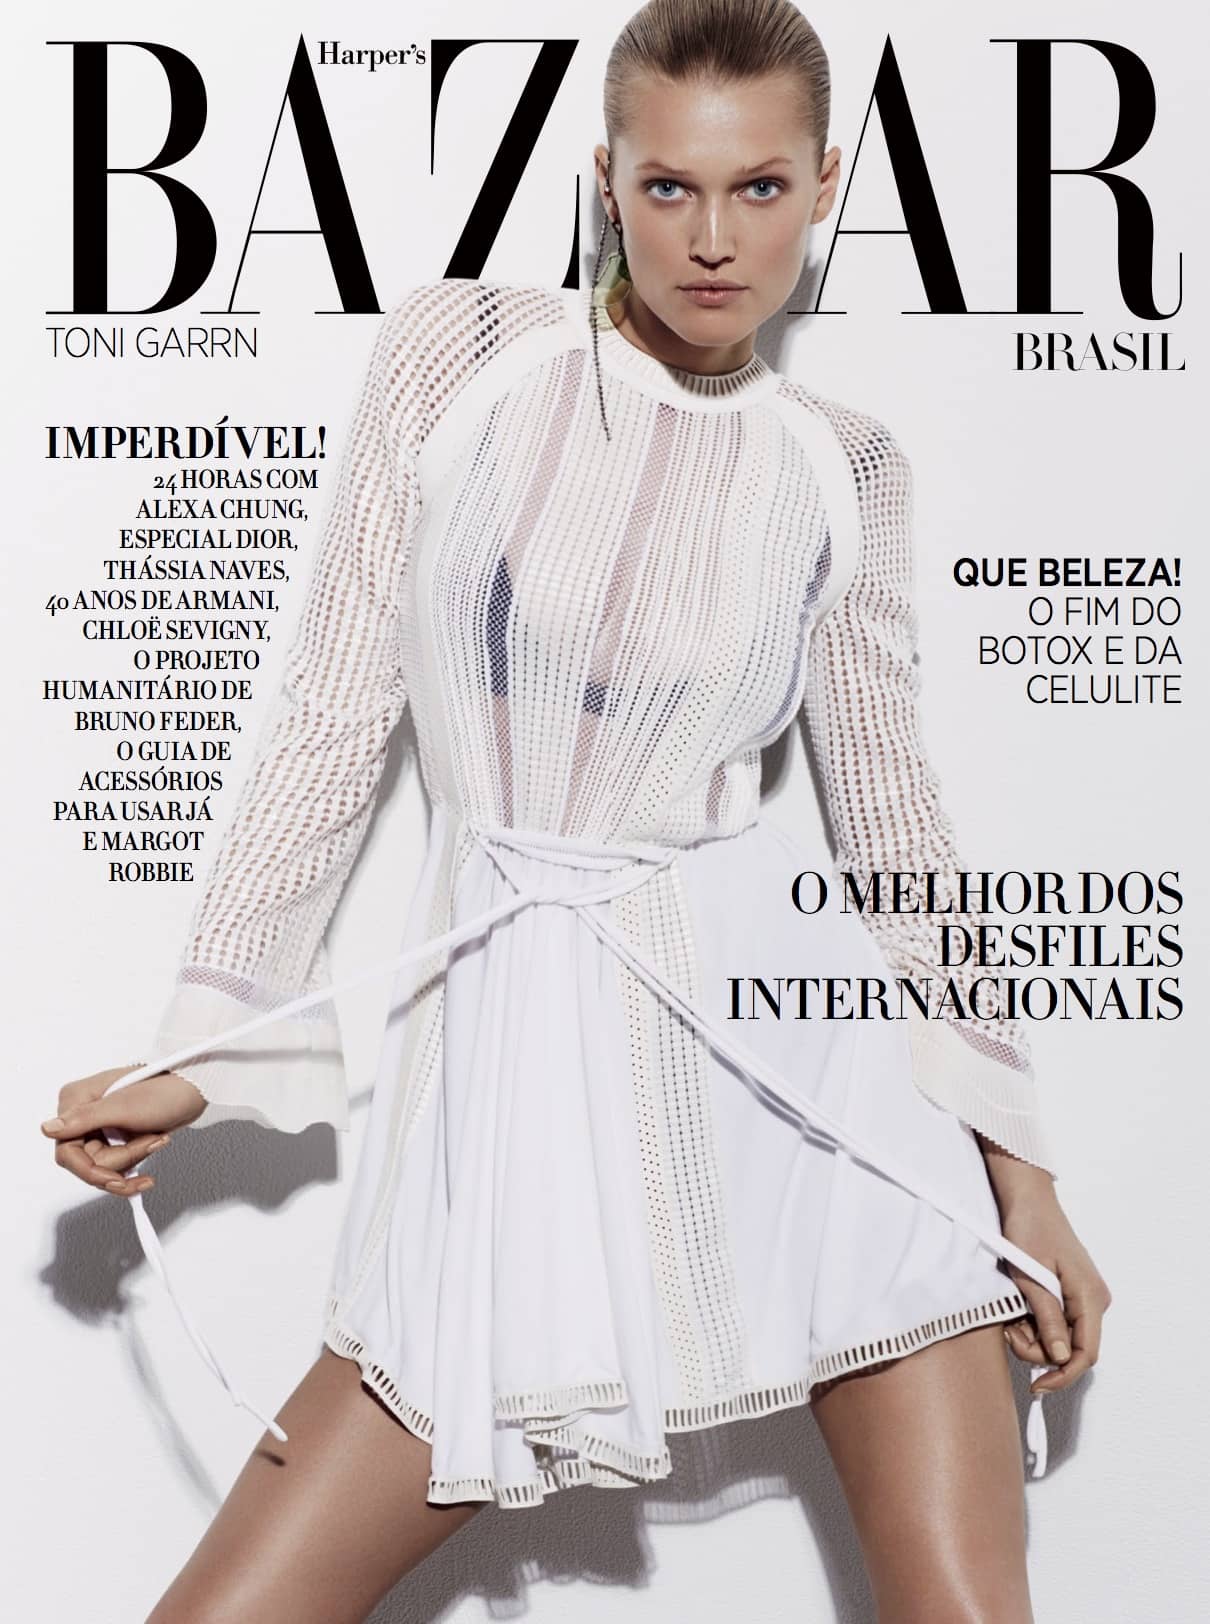 Harper's
BAZAAR
BRASIL
TONI GARRN
IMPERDÍVEL!
24 HORAS COM
ALEXA CHUNG,
ESPECIAL DIOR,
THÁSSIA NAVES,
40 ANOS DE ARMANI,
CHLOË SEVIGNY,
O PROJETO
HUMANITÁRIO DE
BRUNO FEDER,
O GUIA DE
ACESSÓRIOS
PARA USAR JÁ
E MARGOT
ROBBIE
QUE BELEZA!
O FIM DO
BOTOX E DA
CELULITE
O MELHOR DOS
DESFILES
INTERNACIONAIS